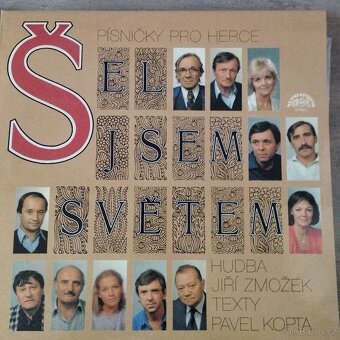 PÍSNIČKY PRO HERCE
ŠEL
JSEM
SVĚTEM
HUDBA
JIŘÍ ZMOŽEK
TEXTY
PAVEL KOPTA